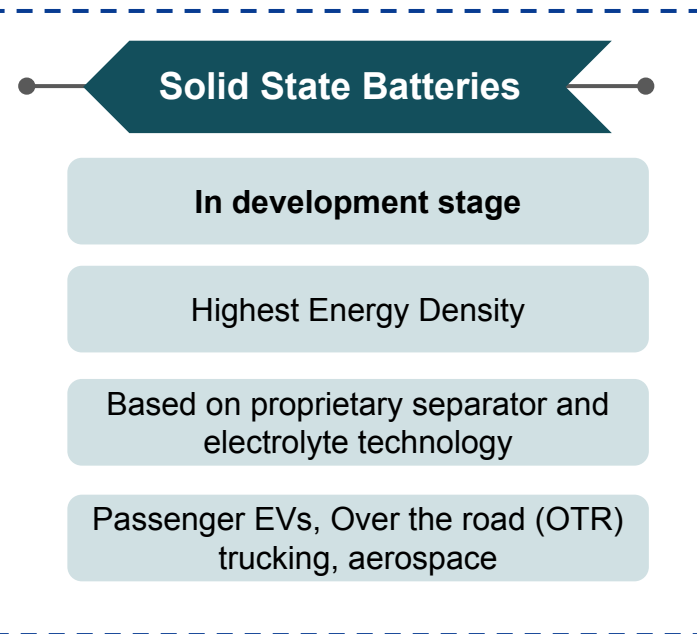 Solid State Batteries
In development stage
Highest Energy Density
Based on proprietary separator and
electrolyte technology
Passenger EVs, Over the road (OTR)
trucking, aerospace